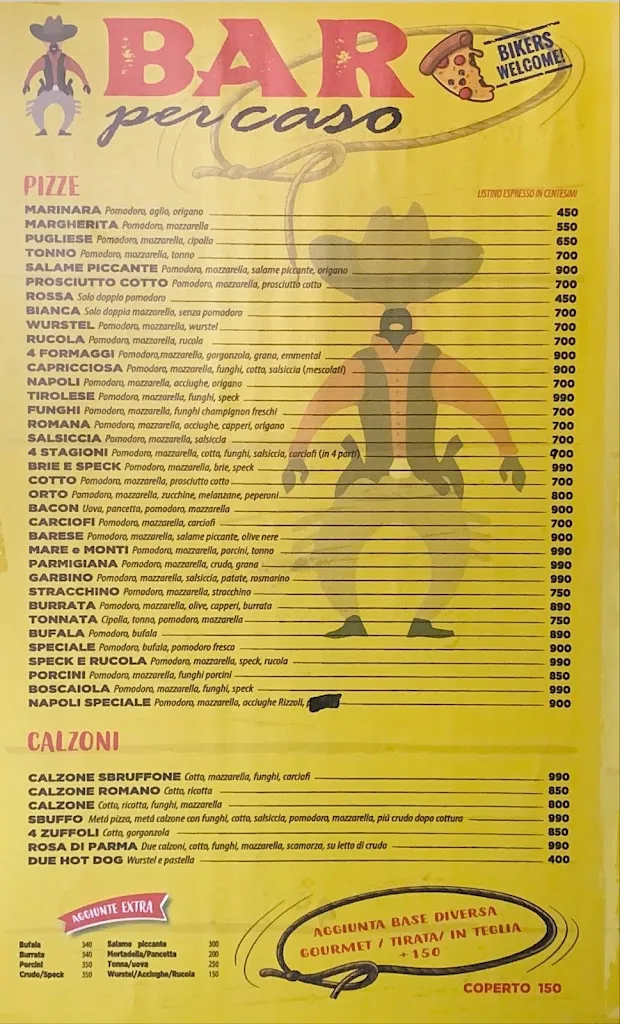 BAR
per caso
BIKERS
WELCOME!
PIZZE
LISTINO ESPRESSO IN CENTESIMI
MARINARA Pomodoro, aglio, origano 450
MARGHERITA Pomodoro, mozzarella 550
PUGLIESE Pomodoro, mozzarella, cipolla 650
TONNO Pomodoro, mozzarella, tonno 700
SALAME PICCANTE Pomodoro, mozzarella, salame piccante, origano 900
PROSCIUTTO COTTO Pomodoro, mozzarella, prosciutto cotto 700
ROSSA Solo doppio pomodoro 450
BIANCA Solo doppia mozzarella, senza pomodoro 700
WURSTEL Pomodoro, mozzarella, wurstel 700
RUCOLA Pomodoro, mozzarella, rucola 700
4 FORMAGGI Pomodoro,mozzarella, gorgonzola, grana, emmental 900
CAPRICCIOSA Pomodoro, mozzarella, funghi, cotto, salsiccia (mescolati) 900
NAPOLI Pomodoro, mozzarella, acciughe, origano 700
TIROLESE Pomodoro, mozzarella, funghi, speck 990
FUNGHI Pomodoro, mozzarella, funghi champignon freschi 700
ROMANA Pomodoro, mozzarella, acciughe, capperi, origano 700
SALSICCIA Pomodoro, mozzarella, salsiccia 700
4 STAGIONI Pomodoro, mozzarella, cotto, funghi, salsiccia, carciofi (in 4 parti) 900
BRIE E SPECK Pomodoro, mozzarella, brie, speck 990
COTTO Pomodoro, mozzarella, prosciutto cotto 700
ORTO Pomodoro, mozzarella, zucchine, melanzane, peperoni 800
BACON Uova, pancetta, pomodoro, mozzarella 900
CARCIOFI Pomodoro, mozzarella, carciofi 700
BARESE Pomodoro, mozzarella, salame piccante, olive nere 900
MARE e MONTI Pomodoro, mozzarella, porcini, tonno 990
PARMIGIANA Pomodoro, mozzarella, crudo, grana 990
GARBINO Pomodoro, mozzarella, salsiccia, patate, rosmarino 990
STRACCHINO Pomodoro, mozzarella, stracchino 750
BURRATA Pomodoro, mozzarella, olive, capperi, burrata 890
TONNATA Cipolla, tonno, pomodoro, mozzarella 750
BUFALA Pomodoro, bufala 890
SPECIALE Pomodoro, bufala, pomodoro fresco 900
SPECK E RUCOLA Pomodoro, mozzarella, speck, rucola 990
PORCINI Pomodoro, mozzarella, funghi porcini 850
BOSCAIOLA Pomodoro, mozzarella, funghi, speck 990
NAPOLI SPECIALE Pomodoro, mozzarella, acciughe Rizzoli, 900
CALZONI
CALZONE SBRUFFONE Cotto, mozzarella, funghi, carciofi 990
CALZONE ROMANO Cotto, ricotta 850
CALZONE Cotto, ricotta, funghi, mozzarella 800
SBUFFO Metá pizza, metá calzone con funghi, cotto, salsiccia, pomodoro, mozzarella, piú crudo dopo cottura 990
4 ZUFFOLI Cotto, gorgonzola 850
ROSA DI PARMA Due calzoni, cotto, funghi, mozzarella, scamorza, su letto di crudo 990
DUE HOT DOG Wurstel e pastella 400
AGGIUNTE EXTRA
Bufala 340 Salame piccante 300
Burrata 340 Mortadella/Pancetta 200
Porcini 350 Tonno/uova 250
Crudo/Speck 350 Wurstel/Acciughe/Rucola 150
AGGIUNTA BASE DIVERSA
GOURMET / TIRATA/ IN TEGLIA
+150
COPERTO 150